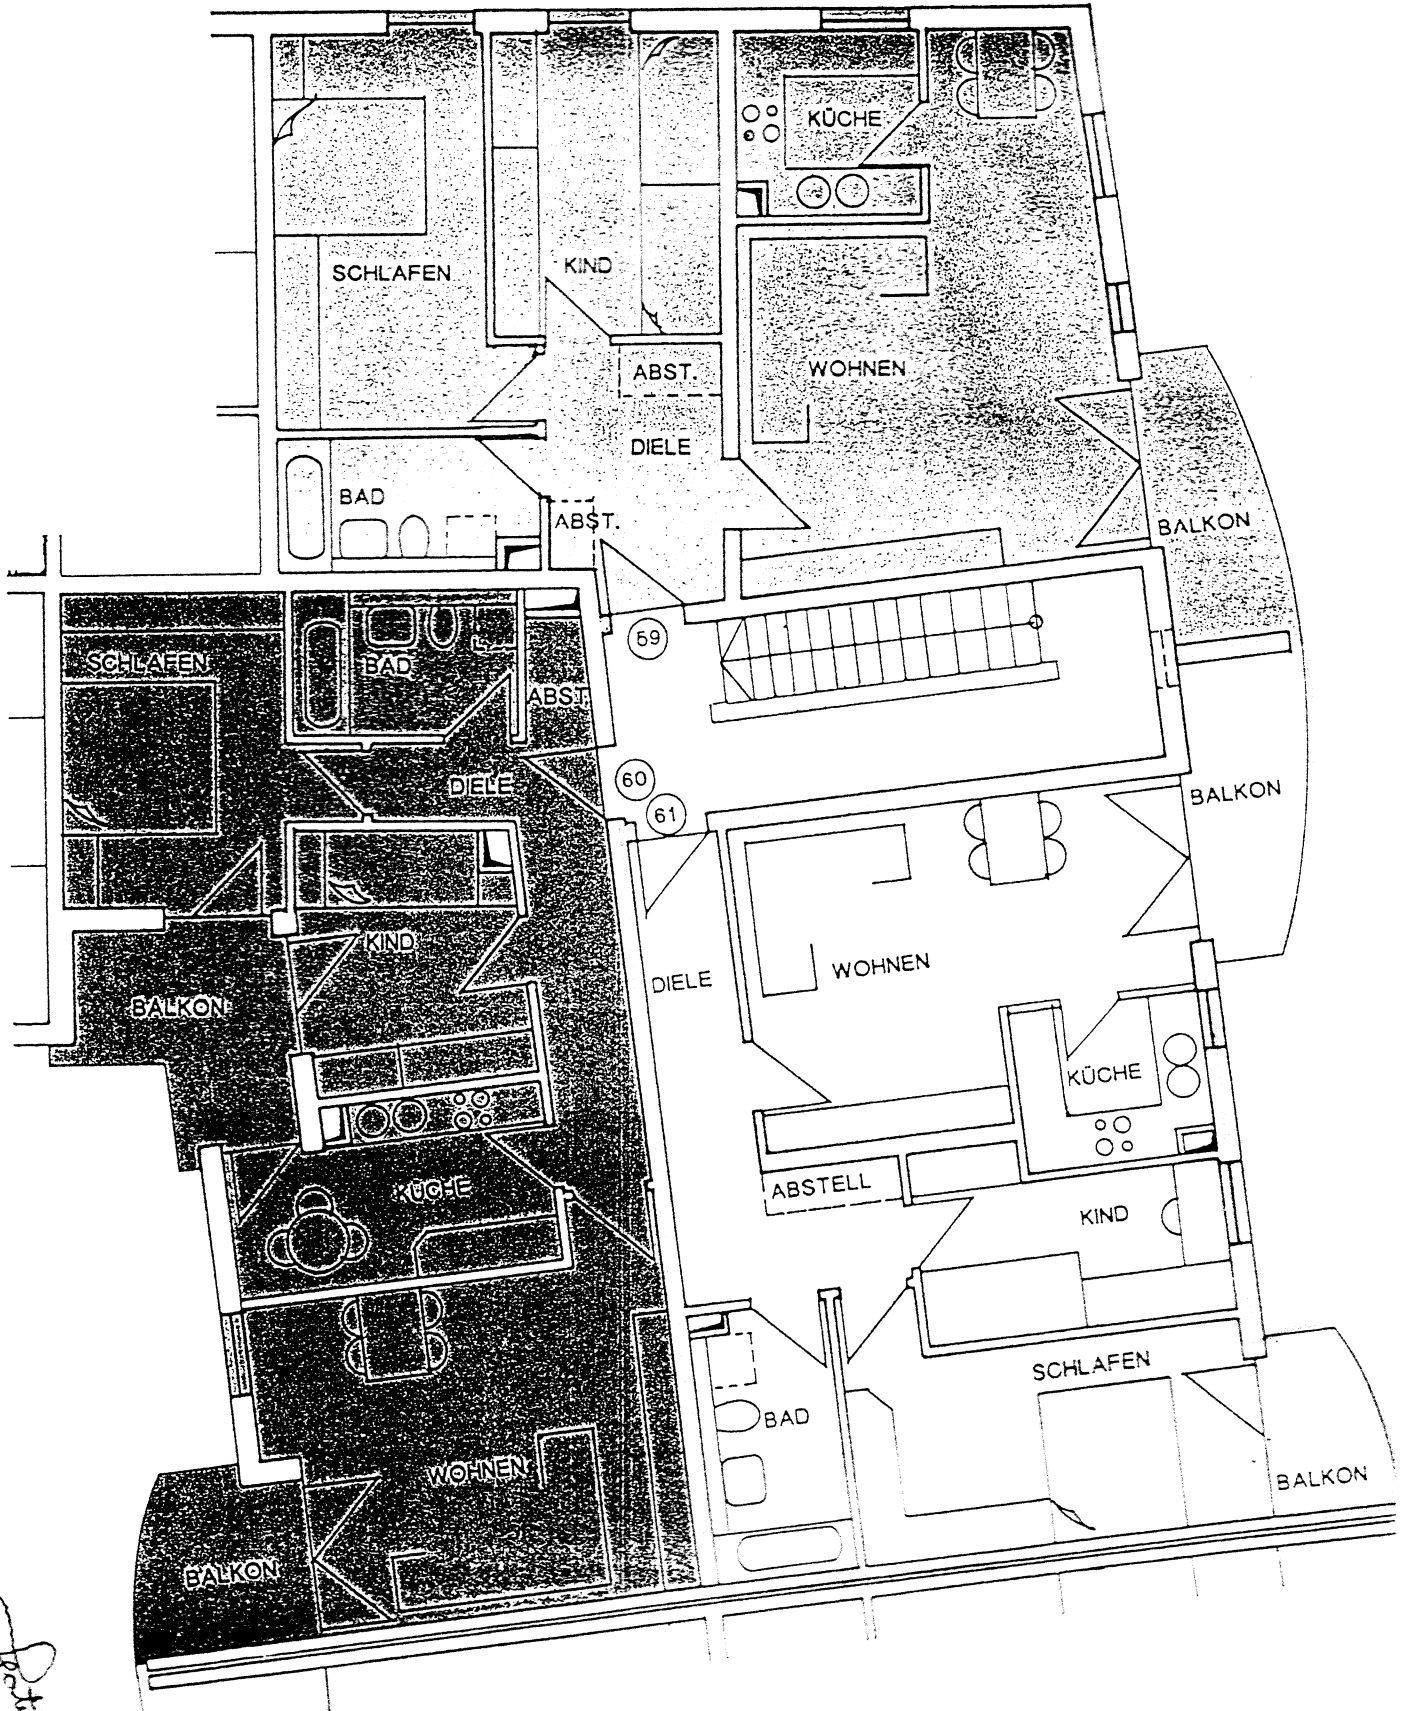 KÜCHE
SCHLAFEN
KIND
WOHNEN
ABST.
DIELE
BAD
ABST.
BALKON
59
SCHLAFEN
BAD
ABST.
DIELE
60
61
BALKON
KIND
BALKON
DIELE
WOHNEN
KÜCHE
KÜCHE
ABSTELL
KIND
SCHLAFEN
BAD
WOHNEN
BALKON
BALKON